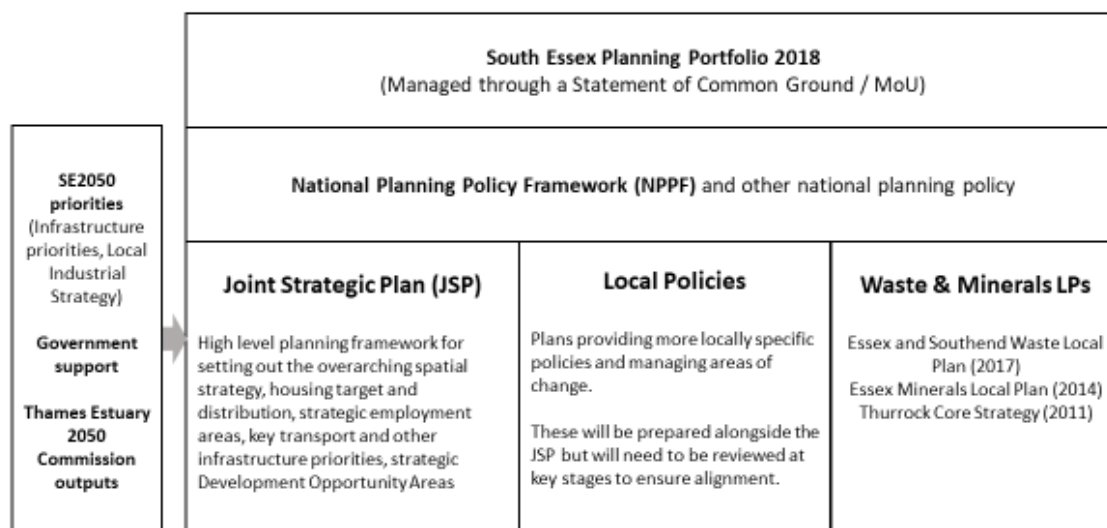 South Essex Planning Portfolio 2018
(Managed through a Statement of Common Ground / MoU)
SE2050
priorities
(Infrastructure
priorities, Local
Industrial
Strategy)
Government
support
Thames Estuary
2050
Commission
outputs
National Planning Policy Framework (NPPF) and other national planning policy
Joint Strategic Plan (JSP)
High level planning framework for
setting out the overarching spatial
strategy, housing target and
distribution, strategic employment
areas, key transport and other
infrastructure priorities, strategic
Development Opportunity Areas
Local Policies
Plans providing more locally specific
policies and managing areas of
change.
These will be prepared alongside the
JSP but will need to be reviewed at
key stages to ensure alignment.
Waste & Minerals LPs
Essex and Southend Waste Local
Plan (2017)
Essex Minerals Local Plan (2014)
Thurrock Core Strategy (2011)